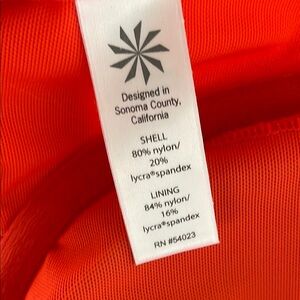 Designed in
Sonoma County,
California
SHELL
80% nylon/
20%
lycra®spandex
LINING
84% nylon/
16%
lycra®spandex
RN #54023